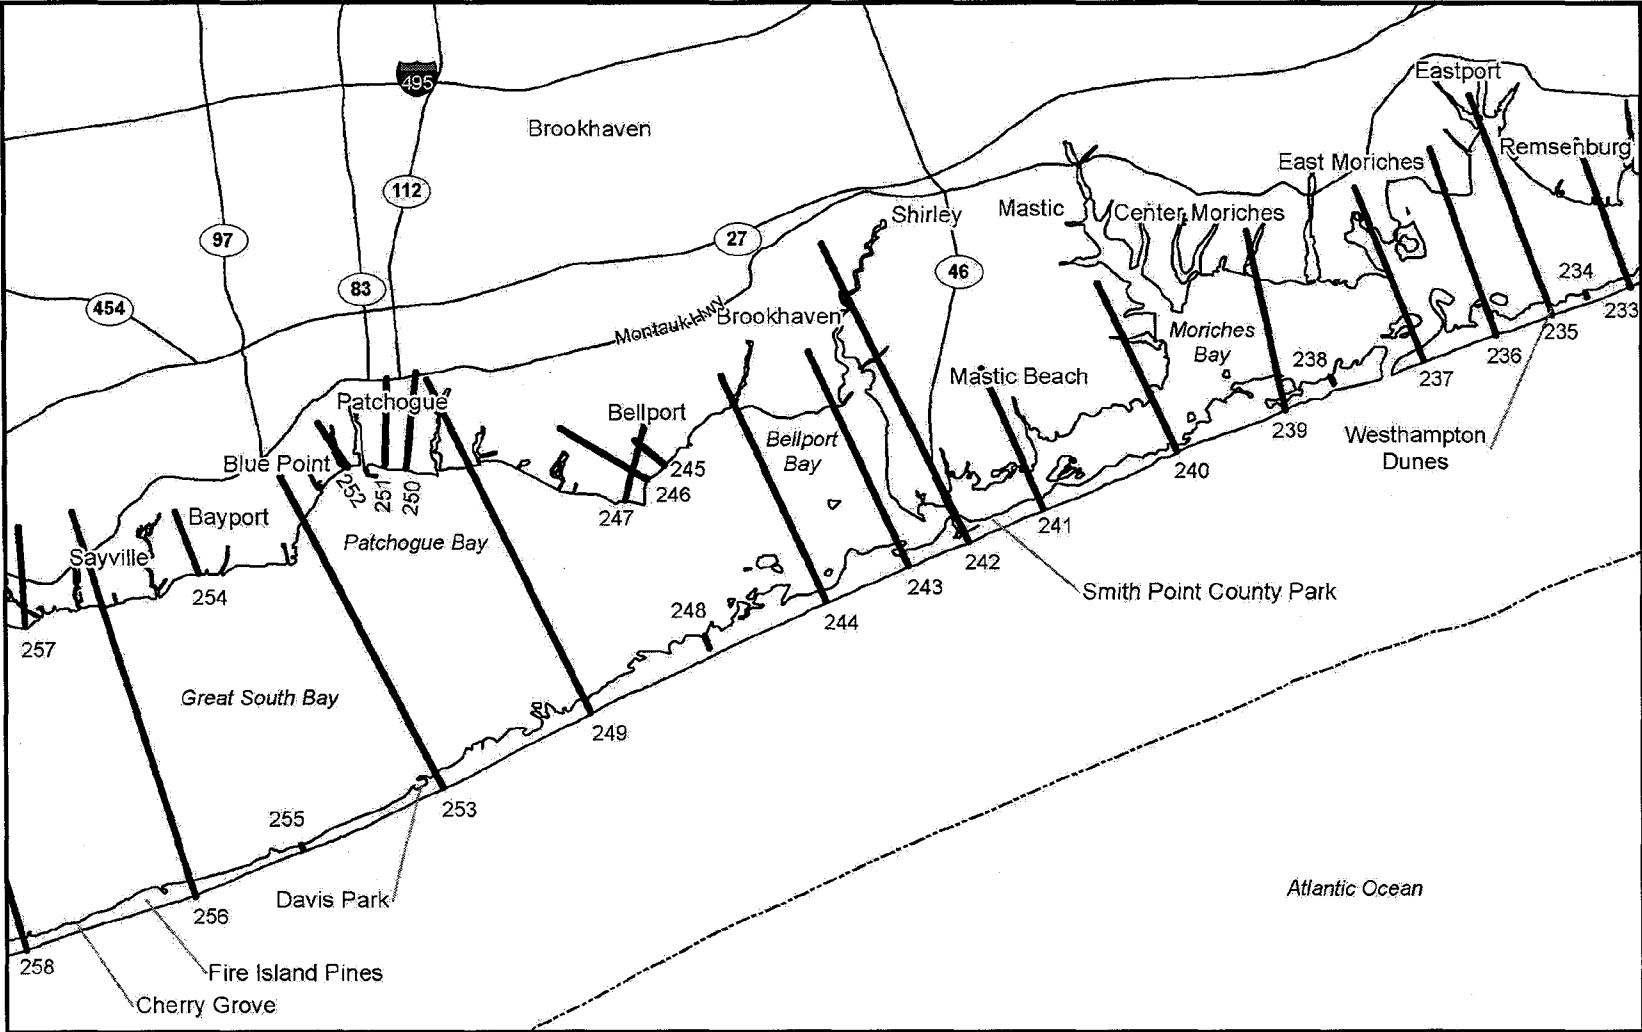 Eastport
495
Brookhaven
Remsenburg
East Moriches
112
Shirley
Mastic
Center Moriches
97
27
46
234
83
454
Montauk Hwy
Brookhaven
233
Moriches
Bay
235
236
238
237
Mastic Beach
Patchogue
Bellport
239
Westhampton
Dunes
Bellport
Bay
Blue Point
245
240
252
251
250
246
247
241
Bayport
Patchogue Bay
Sayville
242
243
Smith Point County Park
254
248
244
257
Great South Bay
249
253
255
Davis Park
Atlantic Ocean
256
258
Fire Island Pines
Cherry Grove